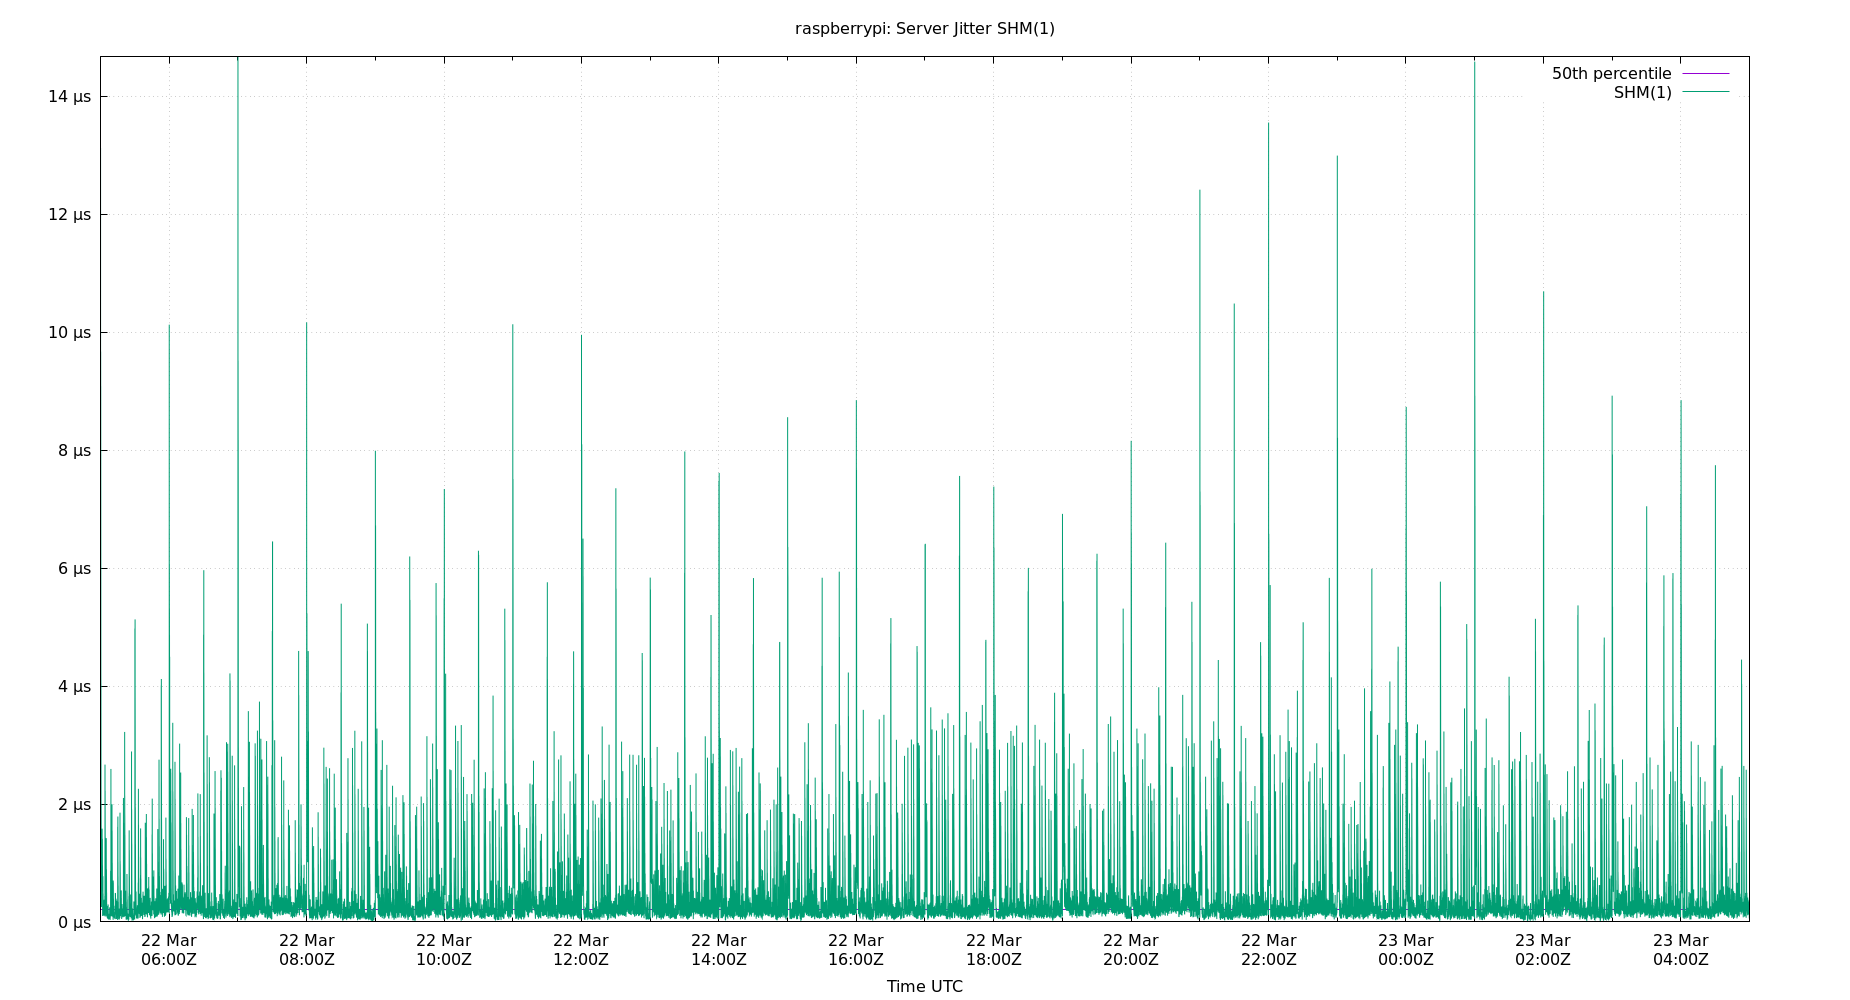 raspberrypi: Server Jitter SHM(1)
50th percentile
SHM(1)
14 μs
12 μs
10 μs
8 μs
6 μs
4 μs
2 μs
0 μs
22 Mar 22 Mar 22 Mar 22 Mar 22 Mar 22 Mar 22 Mar 22 Mar 22 Mar 23 Mar 23 Mar 23 Mar
06:00Z 08:00Z 10:00Z 12:00Z 14:00Z 16:00Z 18:00Z 20:00Z 22:00Z 00:00Z 02:00Z 04:00Z
Time UTC